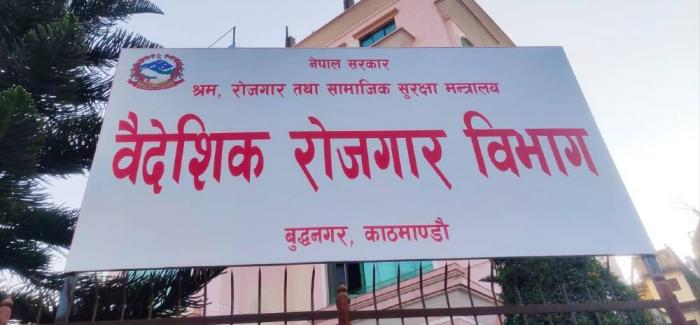 नेपाल सरकार
श्रम, रोजगार तथा सामाजिक सुरक्षा मन्त्रालय
वैदेशिक रोजगार विभाग
बुद्धनगर, काठमाण्डौ